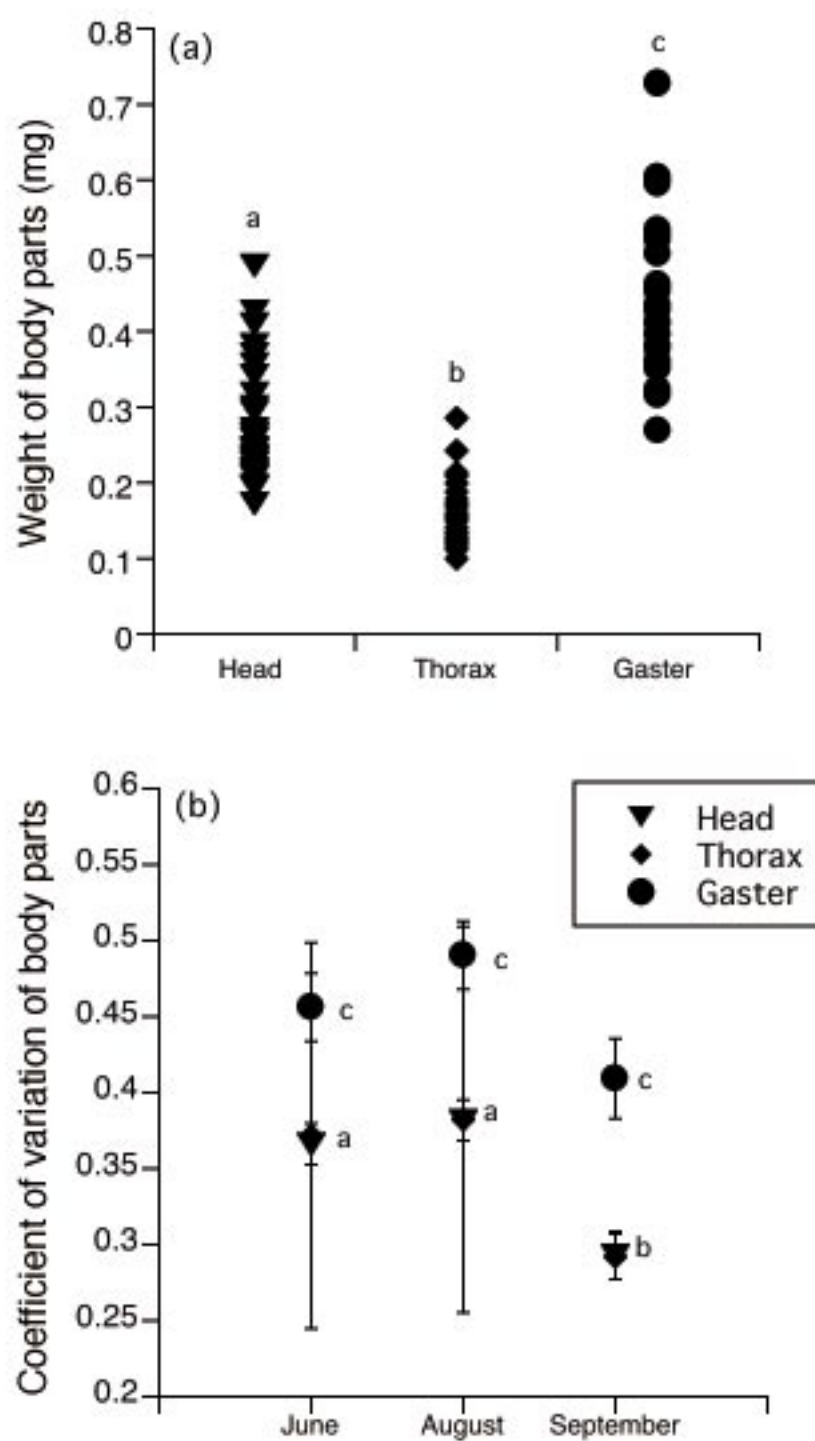 (a)
c
a
b
Weight of body parts (mg)
0.8
0.7
0.6
0.5
0.4
0.3
0.2
0.1
0
Head Thorax Gaster
(b)
Coefficient of variation of body parts
0.6
0.55
0.5
0.45
0.4
0.35
0.3
0.25
0.2
Head
Thorax
Gaster
c
c
c
a
a
b
June August September